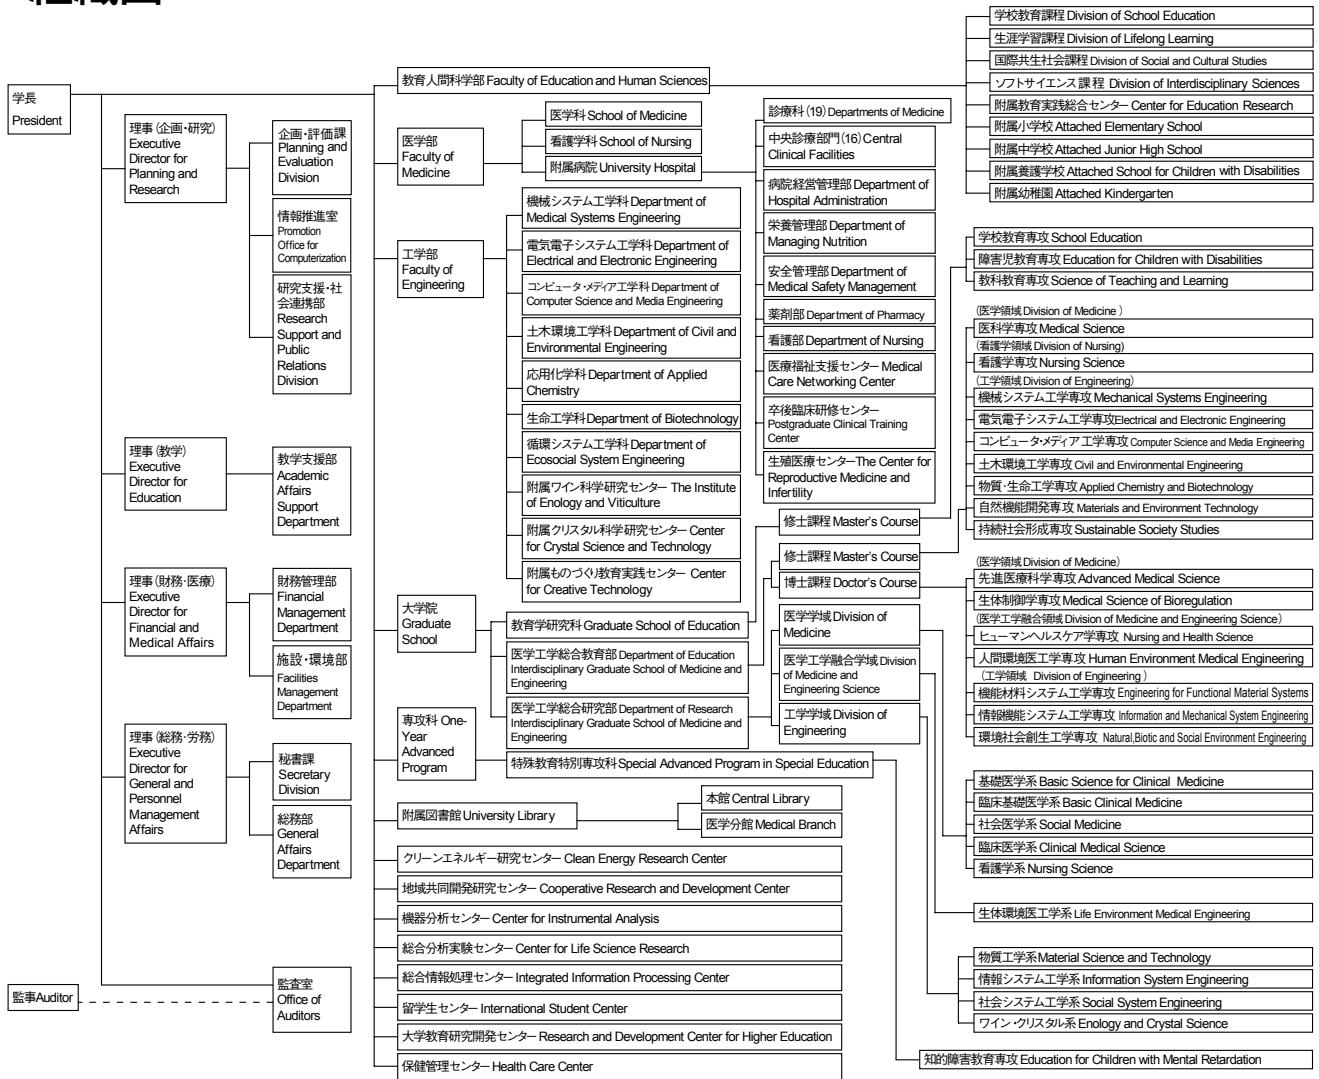 学長
President
理事(企画・研究)
Executive
Director for
Planning and
Research
企画・評価課
Planning and
Evaluation
Division
情報推進室
Promotion
Office for
Computerization
研究支援・社
会連携部
Research
Support and
Public
Relations
Division
理事(教学)
Executive
Director for
Education
教学支援部
Academic
Affairs
Support
Department
理事(財務・医療)
Executive
Director for
Financial and
Medical Affairs
財務管理部
Financial
Management
Department
施設・環境部
Facilities
Management
Department
理事(総務・労務)
Executive
Director for
General and
Personnel
Management
Affairs
秘書課
Secretary
Division
総務部
General
Affairs
Department
監査室
Office of
Auditors
監事Auditor
教育人間科学部 Faculty of Education and Human Sciences
学校教育課程 Division of School Education
生涯学習課程 Division of Lifelong Learning
国際共生社会課程 Division of Social and Cultural Studies
ソフトサイエンス課程 Division of Interdisciplinary Sciences
附属教育実践総合センター Center for Education Research
附属小学校 Attached Elementary School
附属中学校 Attached Junior High School
附属養護学校 Attached School for Children with Disabilities
附属幼稚園 Attached Kindergarten
医学部
Faculty of
Medicine
医学科 School of Medicine
看護学科 School of Nursing
附属病院 University Hospital
診療科(19) Departments of Medicine
中央診療部門(16) Central
Clinical Facilities
病院経営管理部 Department of
Hospital Administration
栄養管理部 Department of
Managing Nutrition
安全管理部 Department of
Medical Safety Management
薬剤部 Department of Pharmacy
看護部 Department of Nursing
医療福祉支援センター Medical
Care Networking Center
卒後臨床研修センター
Postgraduate Clinical Training
Center
生殖医療センターThe Center for
Reproductive Medicine and
Infertility
工学部
Faculty of
Engineering
機械システム工学科 Department of
Medical Systems Engineering
電気電子システム工学科 Department of
Electrical and Electronic Engineering
コンピュータ・メディア工学科 Department of
Computer Science and Media Engineering
土木環境工学科 Department of Civil and
Environmental Engineering
応用化学科 Department of Applied
Chemistry
生命工学科 Department of Biotechnology
循環システム工学科 Department of
Ecosocial System Engineering
附属ワイン科学研究センター The Institute
of Enology and Viticulture
附属クリスタル科学研究センター Center
for Crystal Science and Technology
附属ものづくり教育実践センター Center
for Creative Technology
大学院
Graduate
School
教育学研究科 Graduate School of Education
医学工学総合教育部 Department of Education
Interdisciplinary Graduate School of Medicine and
Engineering
医学工学総合研究部 Department of Research
Interdisciplinary Graduate School of Medicine and
Engineering
修士課程 Master's Course
修士課程 Master's Course
博士課程 Doctor's Course
医学学域 Division of
Medicine
医学工学融合学域 Division
of Medicine and
Engineering Science
工学学域 Division of
Engineering
学校教育専攻 School Education
障害児教育専攻 Education for Children with Disabilities
教科教育専攻 Science of Teaching and Learning
(医学領域 Division of Medicine )
医科学専攻 Medical Science
(看護学領域 Division of Nursing)
看護学専攻 Nursing Science
(工学領域 Division of Engineering)
機械システム工学専攻 Mechanical Systems Engineering
電気電子システム工学専攻Electrical and Electronic Engineering
コンピュータ・メディア工学専攻 Computer Science and Media Engineering
土木環境工学専攻 Civil and Environmental Engineering
物質・生命工学専攻 Applied Chemistry and Biotechnology
自然機能開発専攻 Materials and Environment Technology
持続社会形成専攻 Sustainable Society Studies
(医学領域 Division of Medicine)
先進医療科学専攻 Advanced Medical Science
生体制御学専攻 Medical Science of Bioregulation
(医学工学融合領域 Division of Medicine and Engineering Science)
ヒューマンヘルスケア学専攻 Nursing and Health Science
人間環境医工学専攻 Human Environment Medical Engineering
(工学領域 Division of Engineering )
機能材料システム工学専攻 Engineering for Functional Material Systems
情報機能システム工学専攻 Information and Mechanical System Engineering
環境社会創生工学専攻 Natural,Biotic and Social Environment Engineering
基礎医学系 Basic Science for Clinical Medicine
臨床基礎医学系 Basic Clinical Medicine
社会医学系 Social Medicine
臨床医学系 Clinical Medical Science
看護学系 Nursing Science
生体環境医工学系 Life Environment Medical Engineering
物質工学系 Material Science and Technology
情報システム工学系 Information System Engineering
社会システム工学系 Social System Engineering
ワイン・クリスタル系 Enology and Crystal Science
専攻科 One-
Year
Advanced
Program
特殊教育特別専攻科 Special Advanced Program in Special Education
知的障害教育専攻 Education for Children with Mental Retardation
附属図書館 University Library
本館 Central Library
医学分館 Medical Branch
クリーンエネルギー研究センター Clean Energy Research Center
地域共同開発研究センター Cooperative Research and Development Center
機器分析センター Center for Instrumental Analysis
総合分析実験センター Center for Life Science Research
総合情報処理センター Integrated Information Processing Center
留学生センター International Student Center
大学教育研究開発センター Research and Development Center for Higher Education
保健管理センター Health Care Center